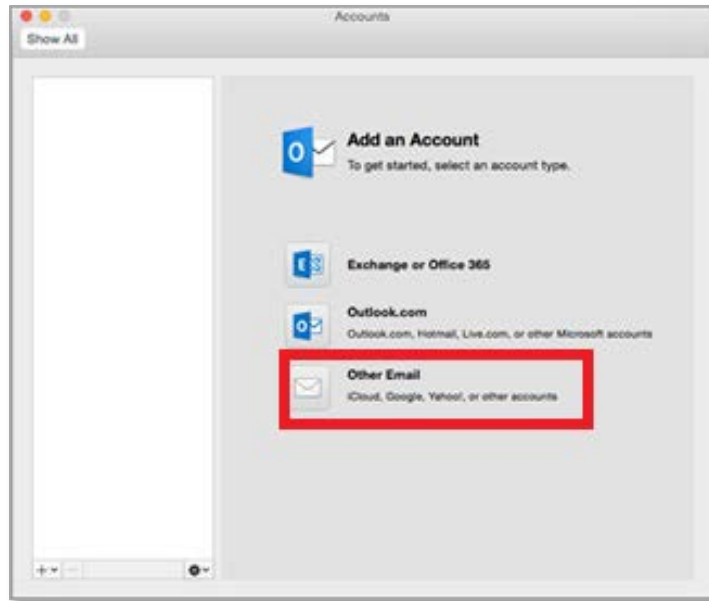 Accounts
Show All
Add an Account
To get started, select an account type.
Exchange or Office 365
Outlook.com
Outlook.com, Hotmail, Live.com, or other Microsoft accounts
Other Email
iCloud, Google, Yahoo!, or other accounts